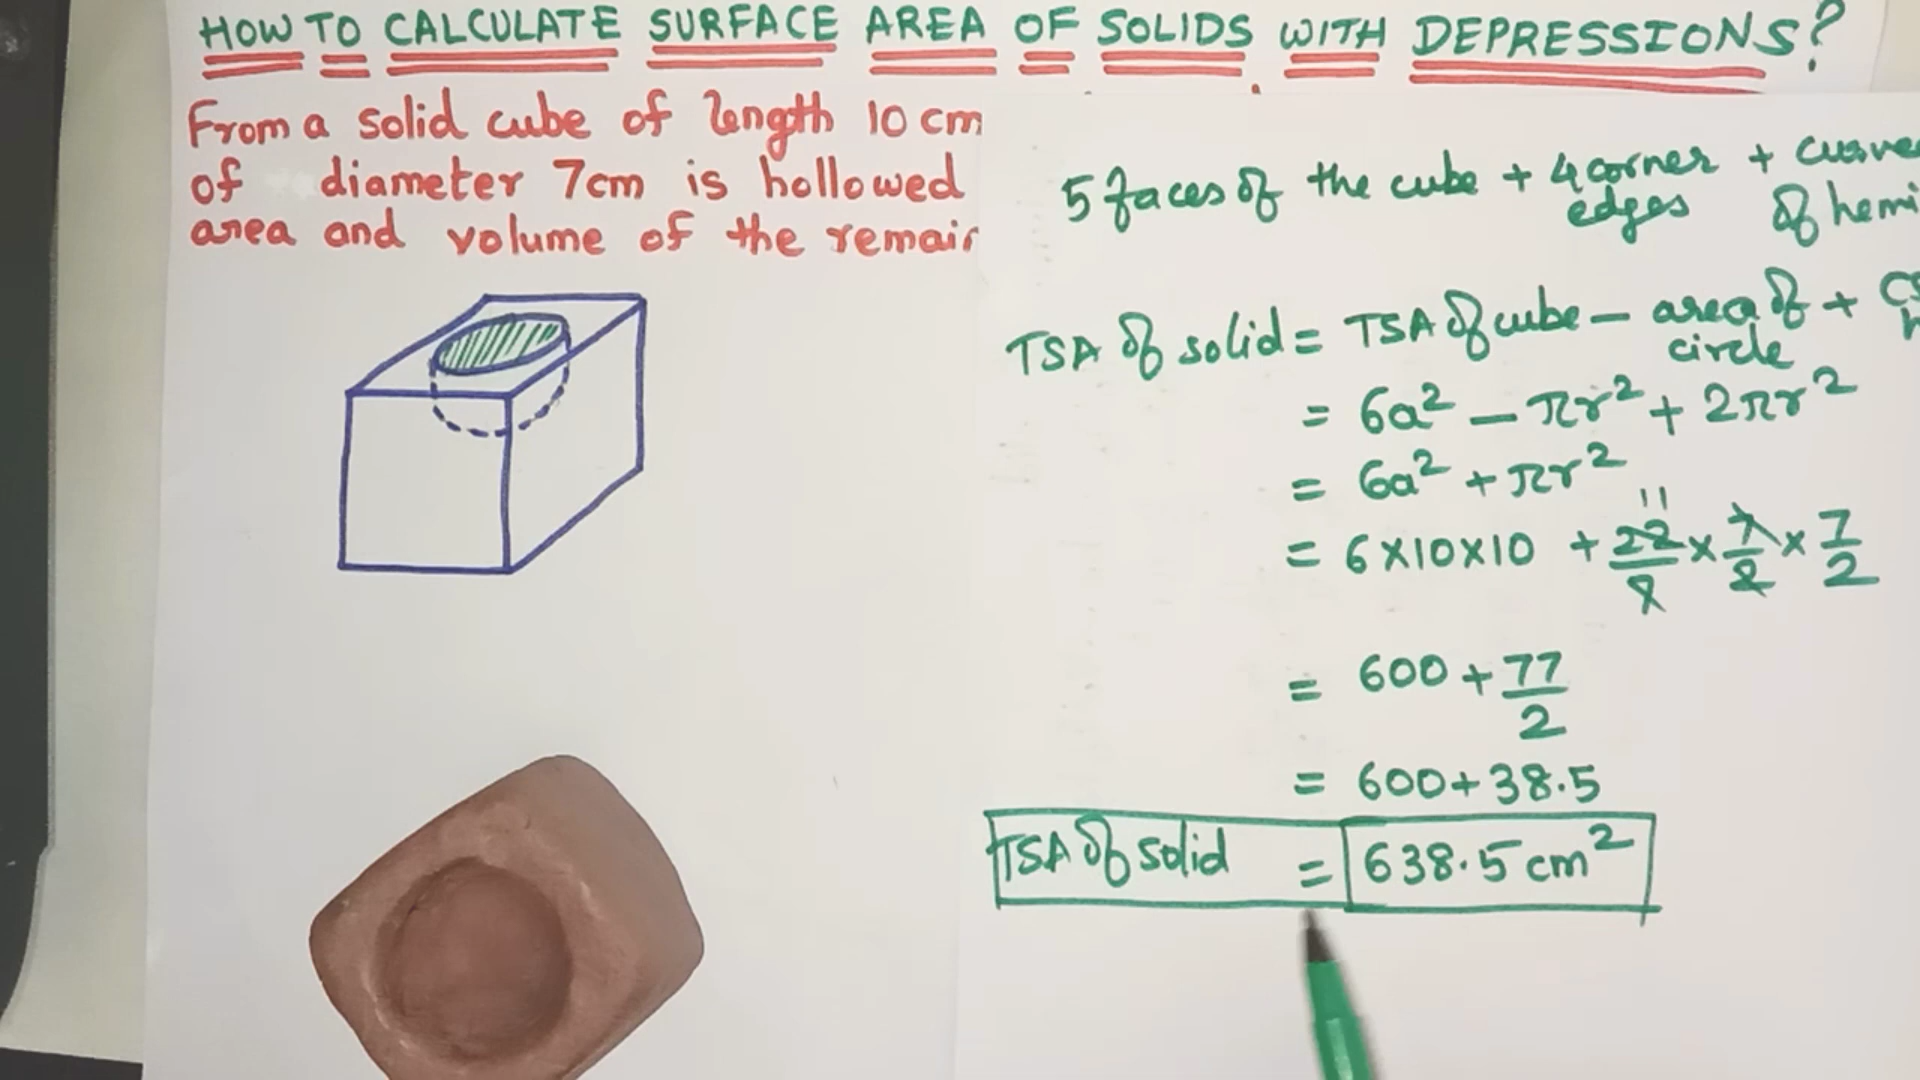 HOW TO CALCULATE SURFACE AREA OF SOLIDS WITH DEPRESSIONS?
From a solid cube of length 10 cm
of diameter 7cm is hollowed
area and volume of the remai
5 faces of the cube + 4 corner edges + curve
of hemi
TSA of solid = TSA of cube - area of circle +
= 6a² - πr² + 2πr²
= 6a² + πr²
11
= 6×10×10 + 22/7 × 7/2 × 7/2
= 600 + 77/2
= 600 + 38.5
TSA of solid = 638.5 cm²